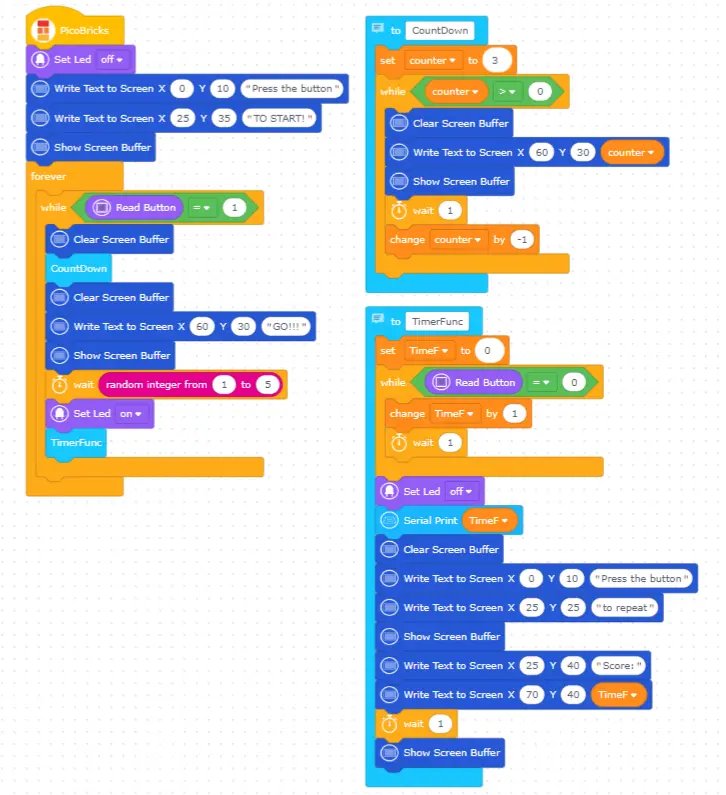 PicoBricks
Set Led off
Write Text to Screen X 0 Y 10 "Press the button"
Write Text to Screen X 25 Y 35 "TO START!"
Show Screen Buffer
forever
while Read Button = 1
Clear Screen Buffer
CountDown
Clear Screen Buffer
Write Text to Screen X 60 Y 30 "GO!!!"
Show Screen Buffer
wait random integer from 1 to 5
Set Led on
TimerFunc
to CountDown
set counter to 3
while counter > 0
Clear Screen Buffer
Write Text to Screen X 60 Y 30 counter
Show Screen Buffer
wait 1
change counter by -1
to TimerFunc
set TimeF to 0
while Read Button = 0
change TimeF by 1
wait 1
Set Led off
Serial Print TimeF
Clear Screen Buffer
Write Text to Screen X 0 Y 10 "Press the button"
Write Text to Screen X 25 Y 25 "to repeat"
Show Screen Buffer
Write Text to Screen X 25 Y 40 "Score:"
Write Text to Screen X 70 Y 40 TimeF
wait 1
Show Screen Buffer